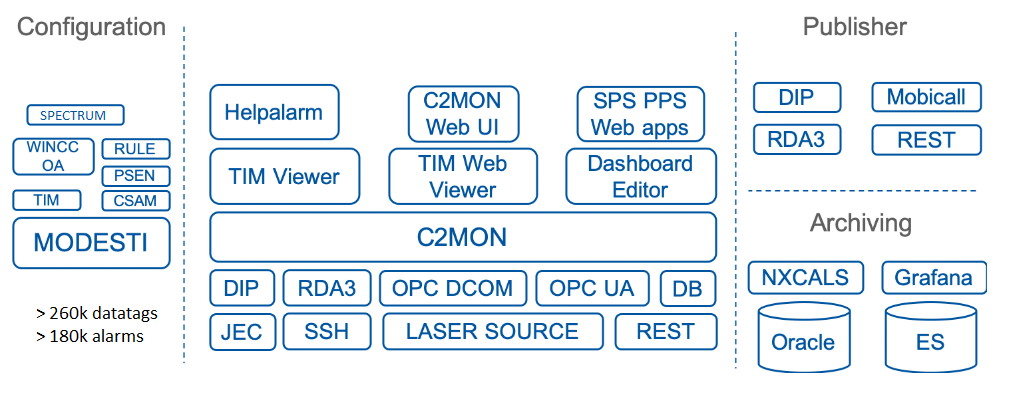 Configuration
SPECTRUM
WINCC
OA
RULE
PSEN
TIM
CSAM
MODESTI
> 260k datatags
> 180k alarms
Helpalarm
C2MON
Web UI
SPS PPS
Web apps
TIM Viewer
TIM Web
Viewer
Dashboard
Editor
C2MON
DIP
RDA3
OPC DCOM
OPC UA
DB
JEC
SSH
LASER SOURCE
REST
Publisher
DIP
Mobicall
RDA3
REST
Archiving
NXCALS
Grafana
Oracle
ES